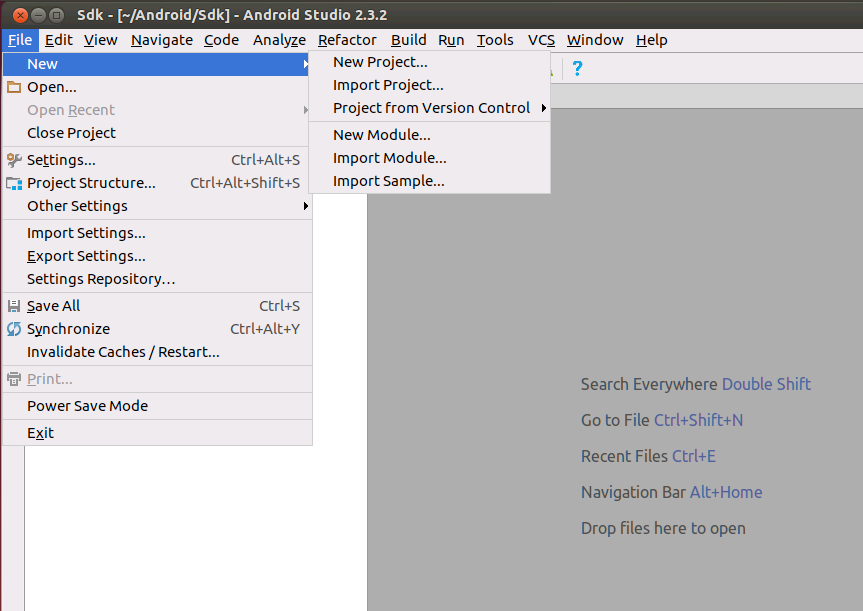 Sdk - [~/Android/Sdk] - Android Studio 2.3.2
File Edit View Navigate Code Analyze Refactor Build Run Tools VCS Window Help
New
Open...
Open Recent
Close Project
Settings... Ctrl+Alt+S
Project Structure... Ctrl+Alt+Shift+S
Other Settings
Import Settings...
Export Settings...
Settings Repository...
Save All Ctrl+S
Synchronize Ctrl+Alt+Y
Invalidate Caches / Restart...
Print...
Power Save Mode
Exit
New Project...
Import Project...
Project from Version Control
New Module...
Import Module...
Import Sample...
?
Search Everywhere Double Shift
Go to File Ctrl+Shift+N
Recent Files Ctrl+E
Navigation Bar Alt+Home
Drop files here to open